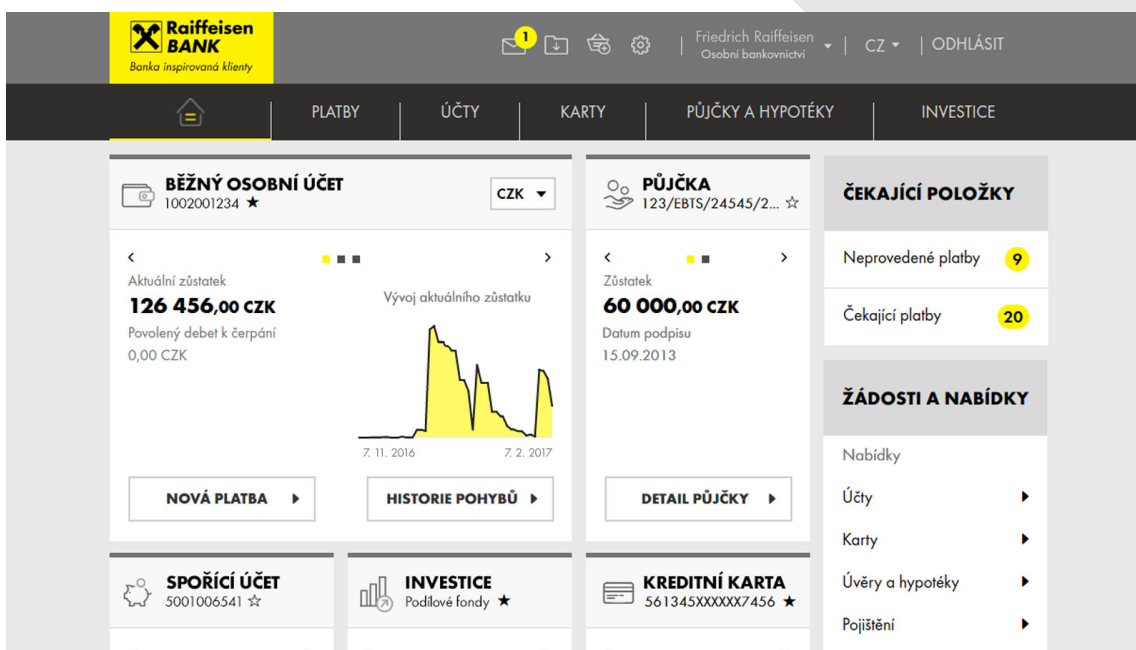 Raiffeisen
BANK
Banka inspirovaná klienty
1
Friedrich Raiffeisen
Osobní bankovnictví
CZ
ODHLÁSIT
PLATBY
ÚČTY
KARTY
PŮJČKY A HYPOTÉKY
INVESTICE
BĚŽNÝ OSOBNÍ ÚČET
1002001234 ★
CZK
Aktuální zůstatek
126 456,00 CZK
Povolený debet k čerpání
0,00 CZK
Vývoj aktuálního zůstatku
7. 11. 2016
7. 2. 2017
NOVÁ PLATBA
HISTORIE POHYBŮ
PŮJČKA
123/EBTS/24545/2... ☆
Zůstatek
60 000,00 CZK
Datum podpisu
15.09.2013
DETAIL PŮJČKY
ČEKAJÍCÍ POLOŽKY
Neprovedené platby 9
Čekající platby 20
ŽÁDOSTI A NABÍDKY
Nabídky
Účty
Karty
Úvěry a hypotéky
Pojištění
SPOŘÍCÍ ÚČET
5001006541 ☆
INVESTICE
Podílové fondy ★
KREDITNÍ KARTA
561345XXXXXX7456 ★